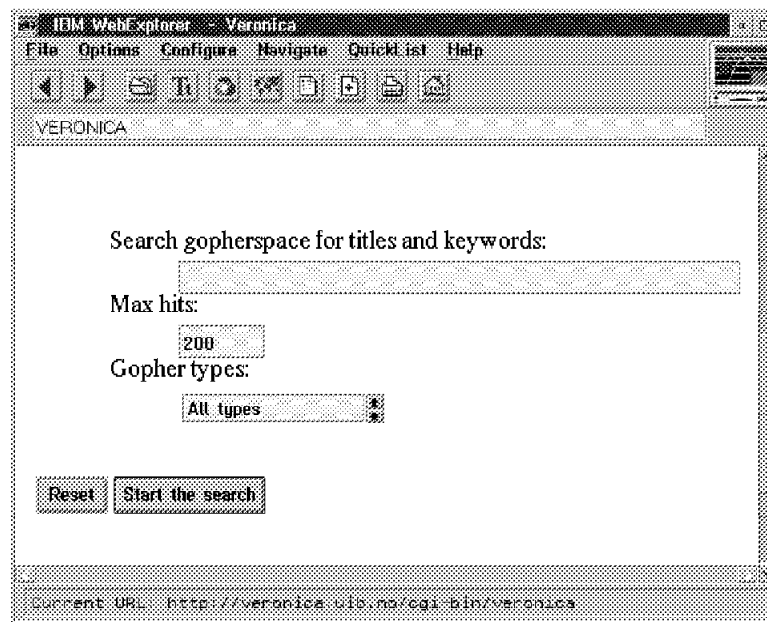 IBM WebExplorer - Veronica
File Options Configure Navigate QuickList Help
VERONICA
Search gopherspace for titles and keywords:
Max hits:
200
Gopher types:
All types
Reset Start the search
Current URL: http://veronica.uib.no/cgi-bin/veronica